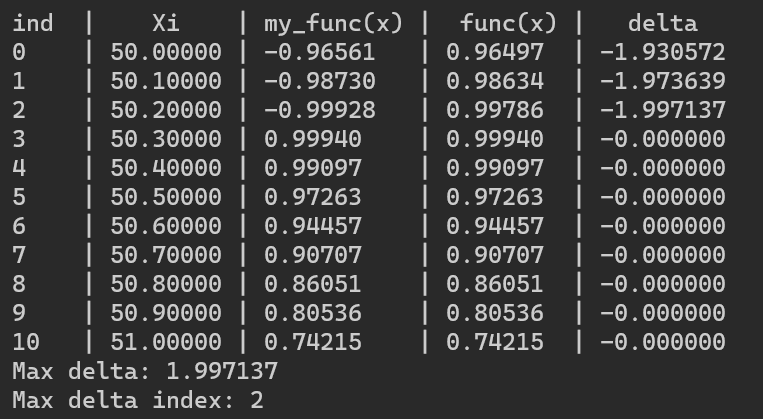 ind  |    Xi    | my_func(x) |  func(x) |   delta
0    | 50.00000 | -0.96561   | 0.96497  | -1.930572
1    | 50.10000 | -0.98730   | 0.98634  | -1.973639
2    | 50.20000 | -0.99928   | 0.99786  | -1.997137
3    | 50.30000 | 0.99940    | 0.99940  | -0.000000
4    | 50.40000 | 0.99097    | 0.99097  | -0.000000
5    | 50.50000 | 0.97263    | 0.97263  | -0.000000
6    | 50.60000 | 0.94457    | 0.94457  | -0.000000
7    | 50.70000 | 0.90707    | 0.90707  | -0.000000
8    | 50.80000 | 0.86051    | 0.86051  | -0.000000
9    | 50.90000 | 0.80536    | 0.80536  | -0.000000
10   | 51.00000 | 0.74215    | 0.74215  | -0.000000
Max delta: 1.997137
Max delta index: 2